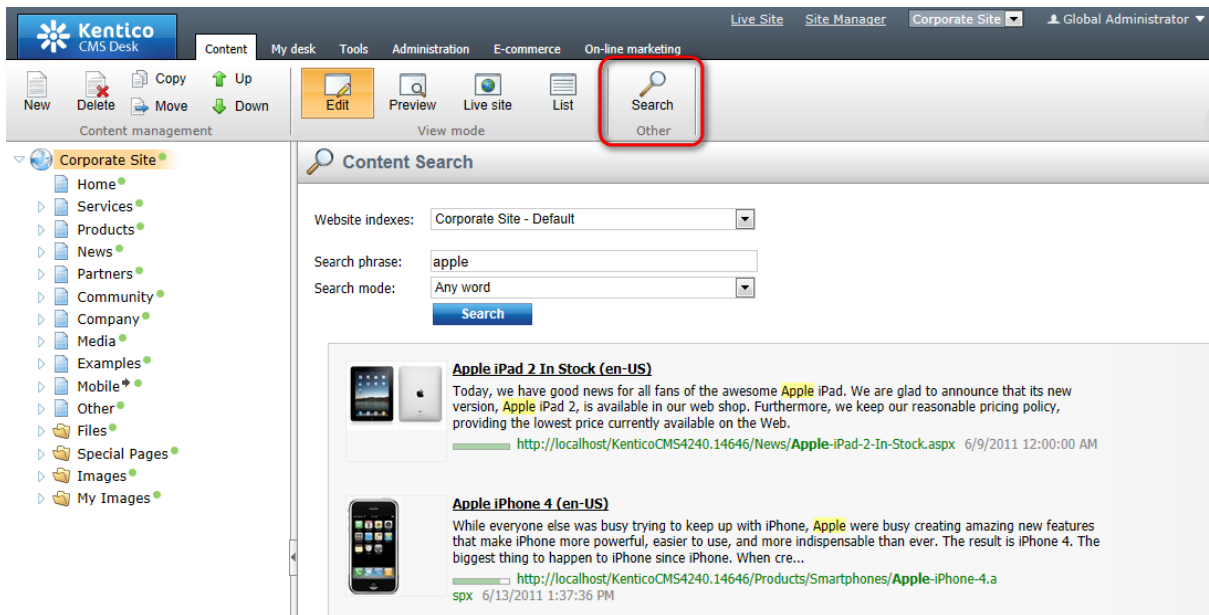 Kentico
CMS Desk
Live Site Site Manager Corporate Site Global Administrator
Content My desk Tools Administration E-commerce On-line marketing
New Delete Copy Move Up Down
Content management
Edit Preview Live site List
View mode
Search
Other
Corporate Site
Home
Services
Products
News
Partners
Community
Company
Media
Examples
Mobile
Other
Files
Special Pages
Images
My Images
Content Search
Website indexes: Corporate Site - Default
Search phrase: apple
Search mode: Any word
Search
Apple iPad 2 In Stock (en-US)
Today, we have good news for all fans of the awesome Apple iPad. We are glad to announce that its new
version, Apple iPad 2, is available in our web shop. Furthermore, we keep our reasonable pricing policy,
providing the lowest price currently available on the Web.
http://localhost/KenticoCMS4240.14646/News/Apple-iPad-2-In-Stock.aspx 6/9/2011 12:00:00 AM
Apple iPhone 4 (en-US)
While everyone else was busy trying to keep up with iPhone, Apple were busy creating amazing new features
that make iPhone more powerful, easier to use, and more indispensable than ever. The result is iPhone 4. The
biggest thing to happen to iPhone since iPhone. When cre...
http://localhost/KenticoCMS4240.14646/Products/Smartphones/Apple-iPhone-4.a
spx 6/13/2011 1:37:36 PM